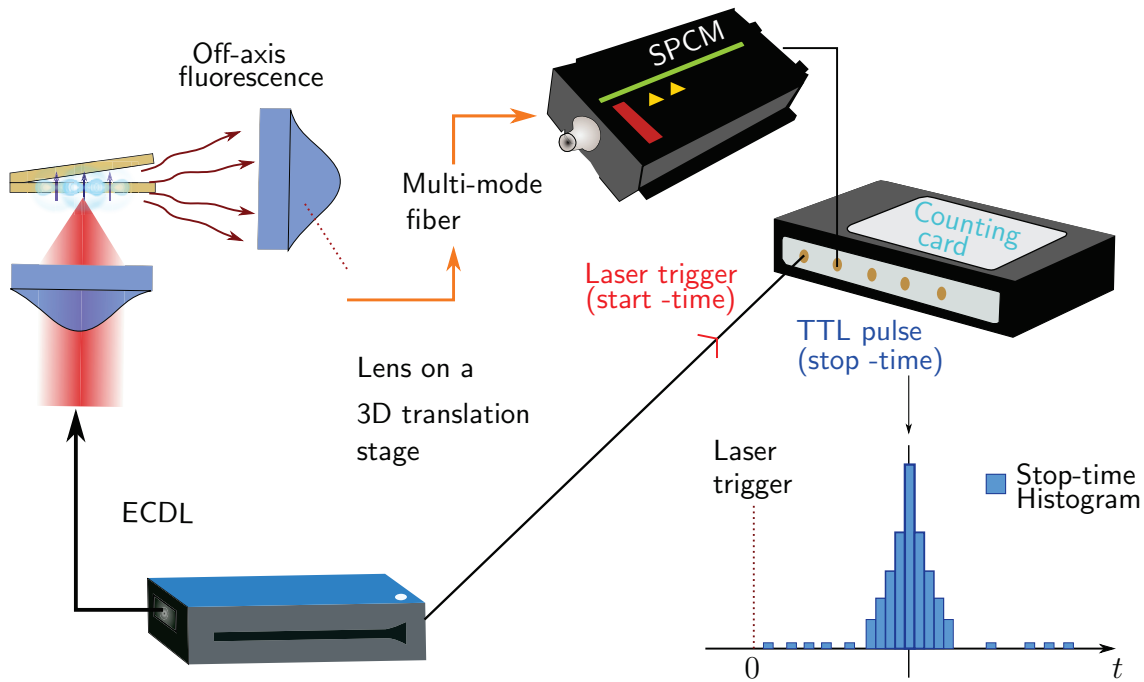 Off-axis
fluorescence
SPCM
Multi-mode
fiber
Counting
card
Laser trigger
(start -time)
TTL pulse
(stop -time)
Lens on a
3D translation
stage
ECDL
Laser
trigger
Stop-time
Histogram
0
t